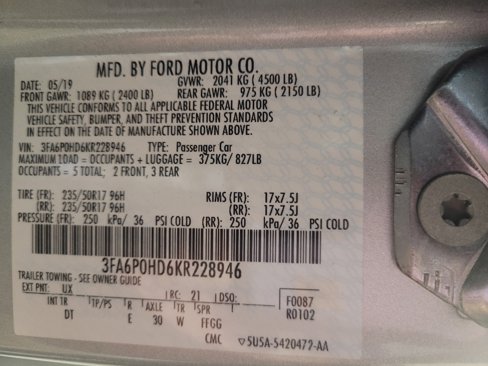 MFD. BY FORD MOTOR CO.
DATE: 05/19 GVWR: 2041 KG (4500 LB)
FRONT GAWR: 1089 KG (2400 LB) REAR GAWR: 975 KG (2150 LB)
THIS VEHICLE CONFORMS TO ALL APPLICABLE FEDERAL MOTOR
VEHICLE SAFETY, BUMPER, AND THEFT PREVENTION STANDARDS
IN EFFECT ON THE DATE OF MANUFACTURE SHOWN ABOVE.
VIN: 3FA6P0HD6KR228946 TYPE: Passenger Car
MAXIMUM LOAD = OCCUPANTS + LUGGAGE = 375KG/ 827LB
OCCUPANTS = 5 TOTAL; 2 FRONT, 3 REAR
TIRE (FR): 235/50R17 96H RIMS (FR): 17x7.5J
(RR): 235/50R17 96H (RR): 17x7.5J
PRESSURE (FR): 250 kPa/ 36 PSI COLD (RR): 250 kPa/ 36 PSI COLD
3FA6P0HD6KR228946
TRAILER TOWING - SEE OWNER GUIDE
EXT PNT: UX RC: 21 DSO: F0087
INT TR TP/PS R AXLE TR SPR R0102
DT E 30 W FFGG
CMC 5USA-5420472-AA